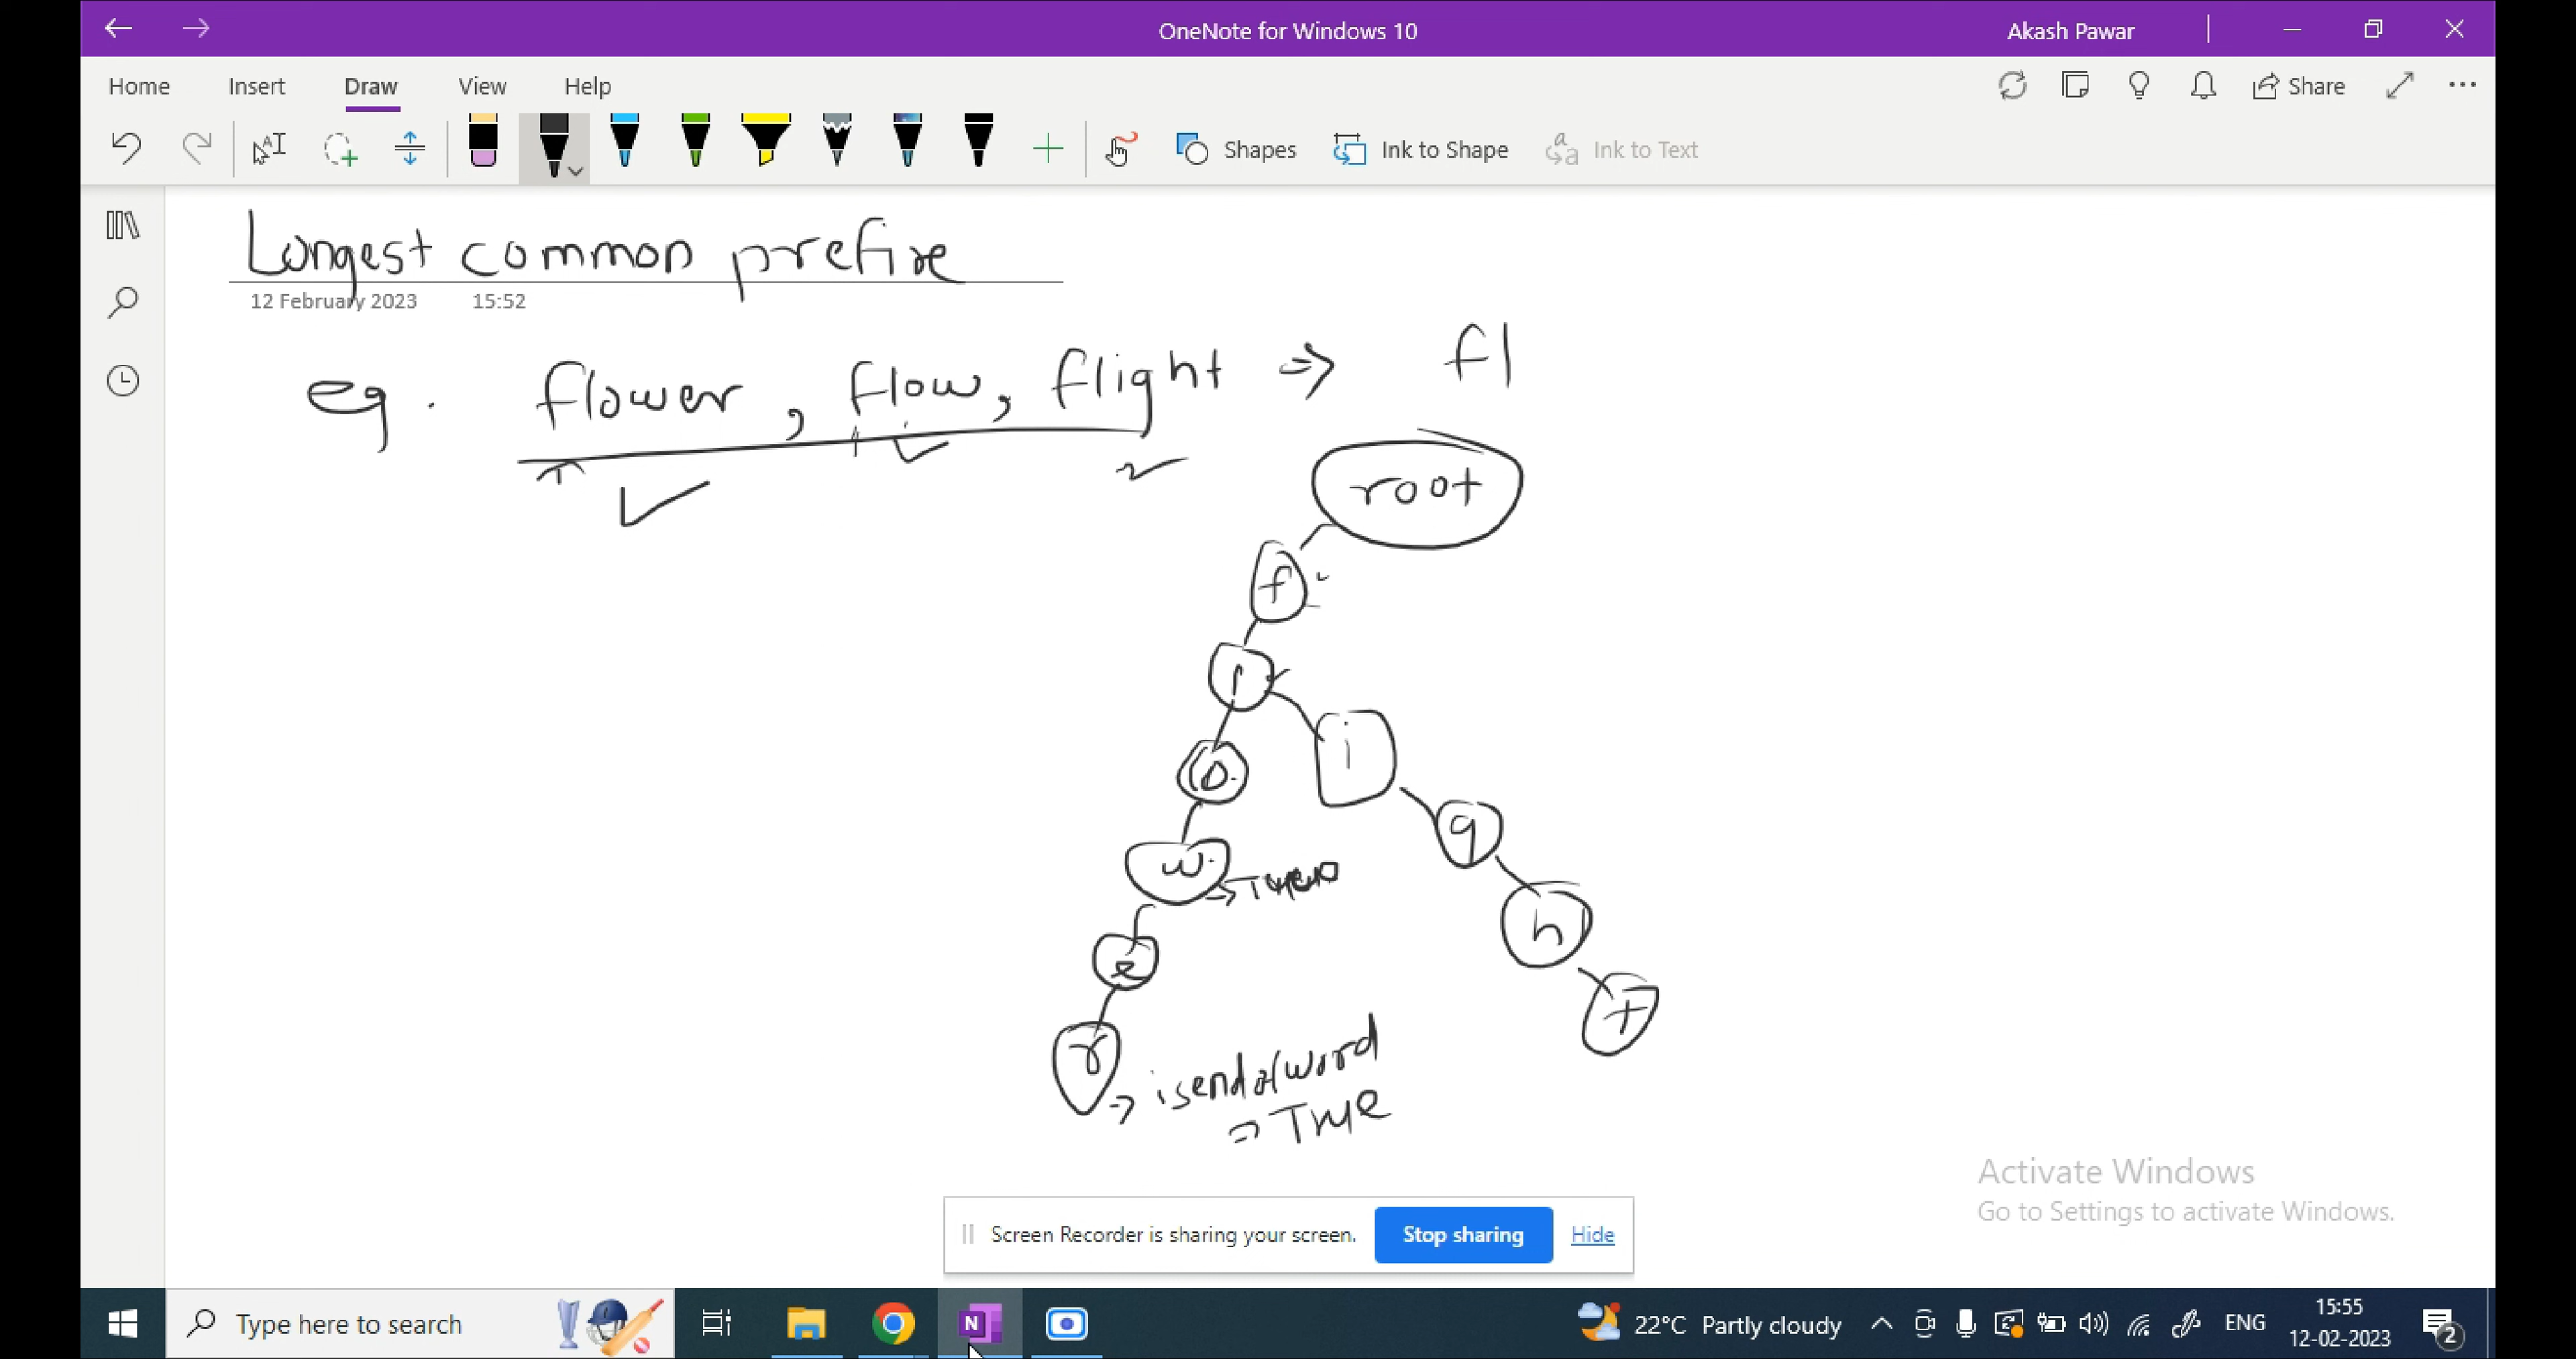 OneNote for Windows 10
Akash Pawar
Home Insert Draw View Help
Share
Shapes Ink to Shape Ink to Text
Longest common prefix
12 February 2023 15:52
eg. flower, flow, flight ⇒ fl
root
f
l
o i
w g
True
e h
r t
→ isendofword
⇒ True
Activate Windows
Go to Settings to activate Windows.
Screen Recorder is sharing your screen. Stop sharing Hide
Type here to search
N
22°C Partly cloudy
ENG
15:55
12-02-2023
2